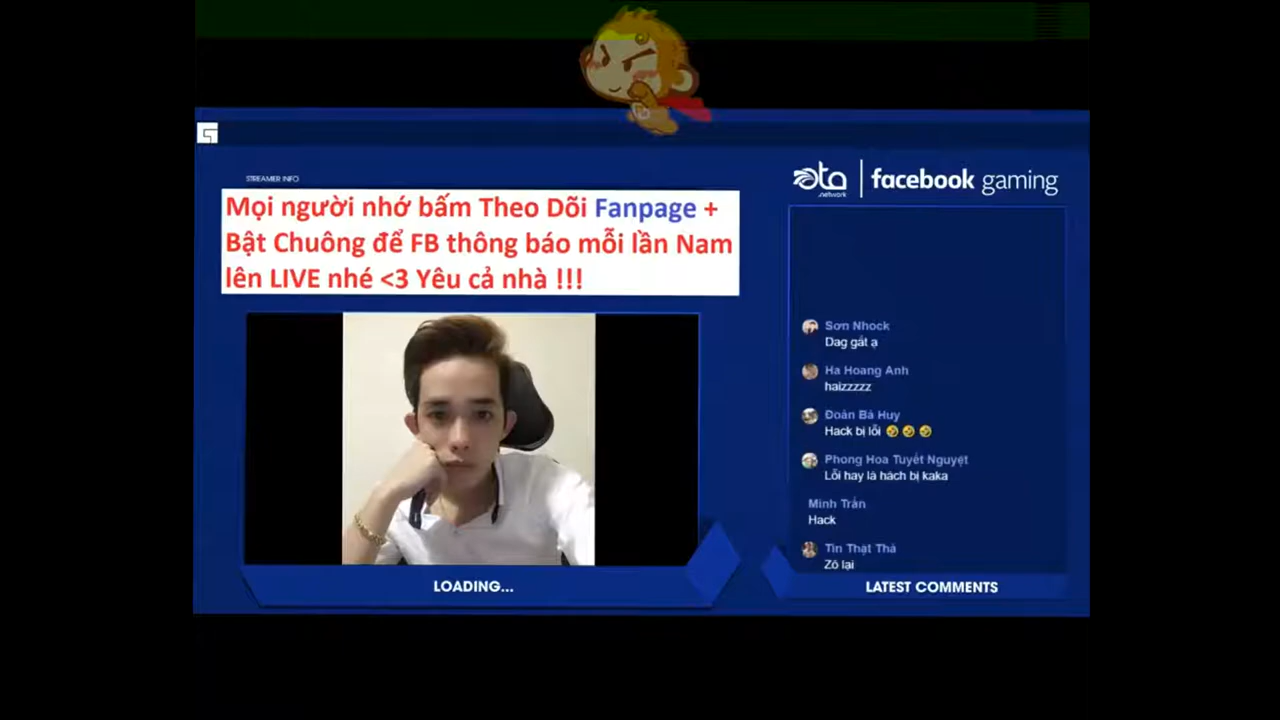 STREAMER INFO
Mọi người nhớ bấm Theo Dõi Fanpage +
Bật Chuông để FB thông báo mỗi lần Nam
lên LIVE nhé <3 Yêu cả nhà !!!
LOADING...
ota network | facebook gaming
Sơn Nhock
Dag gắt ạ
Ha Hoang Anh
haizzzzz
Đoàn Bá Huy
Hack bị lỗi 🤣🤣🤣
Phong Hoa Tuyết Nguyệt
Lỗi hay là hách bị kaka
Minh Trần
Hack
Tin Thật Thà
Zô lại
LATEST COMMENTS